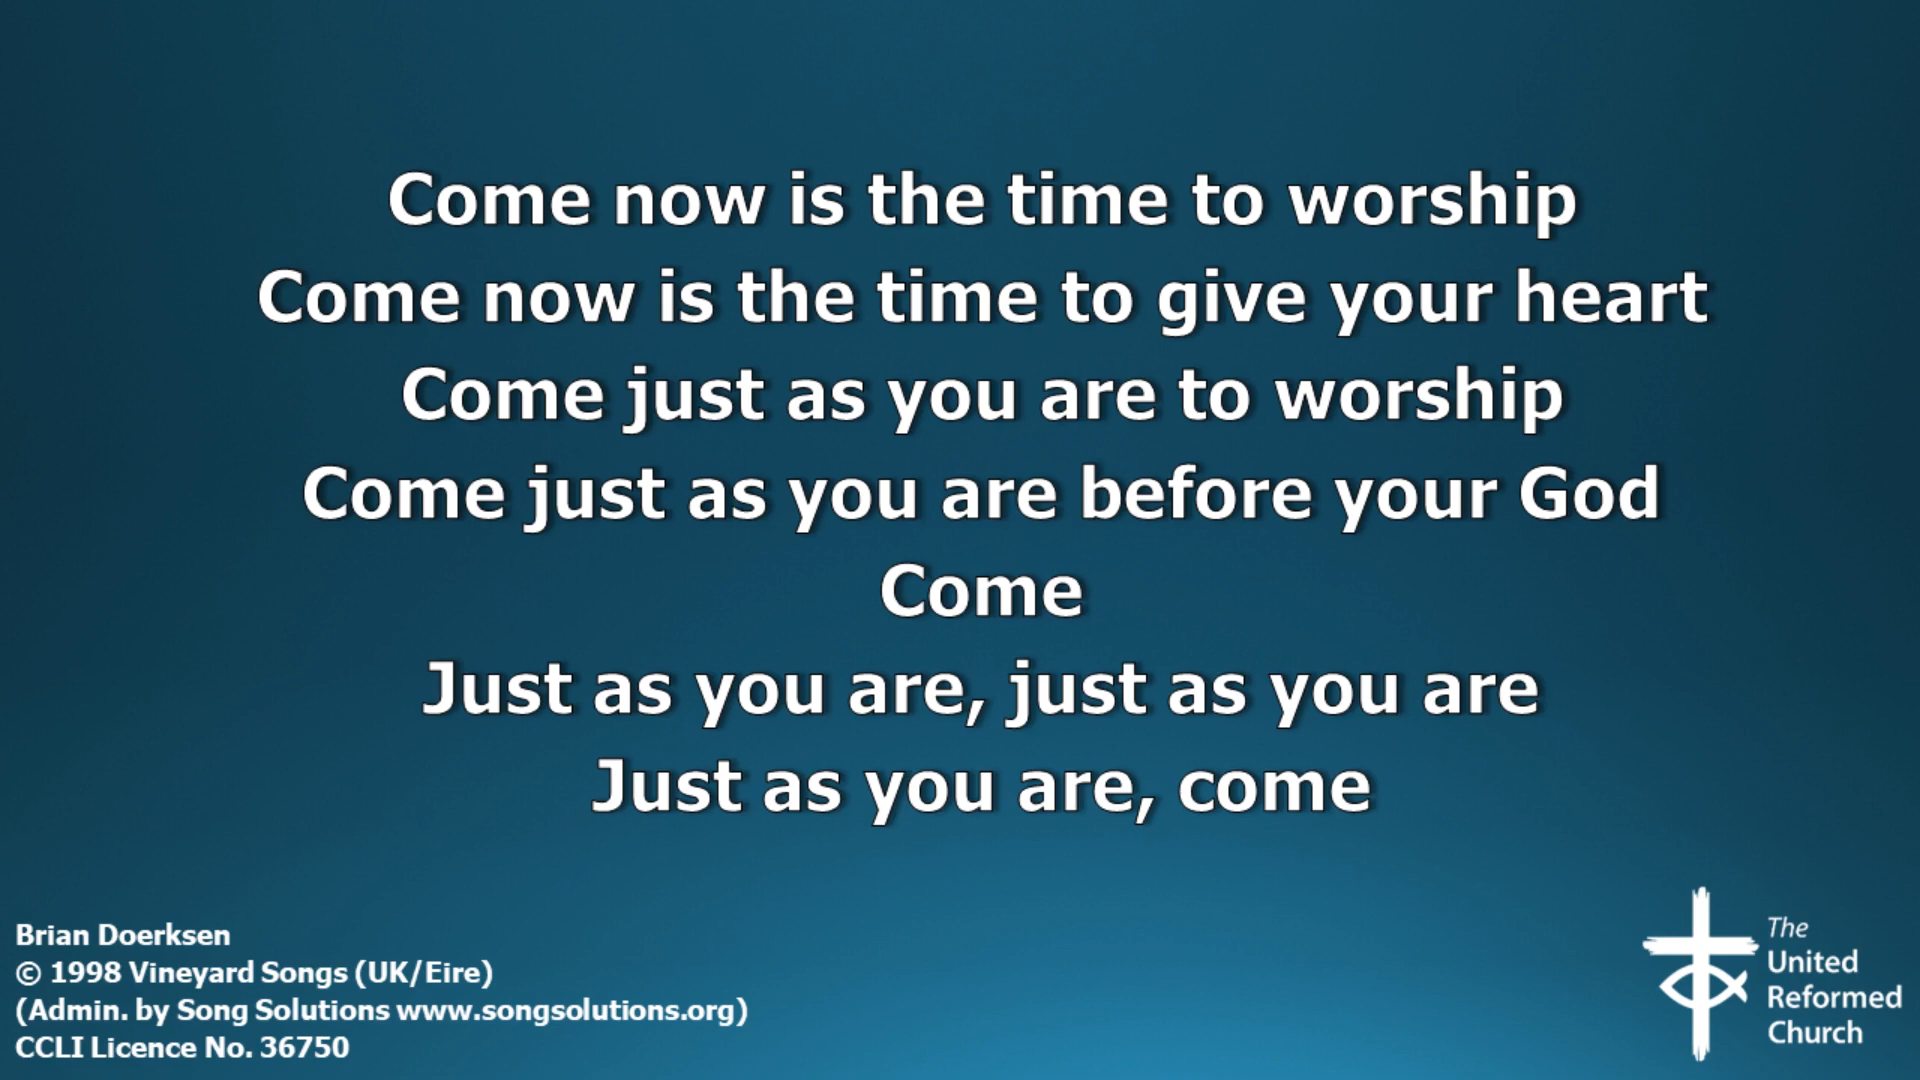 Come now is the time to worship
Come now is the time to give your heart
Come just as you are to worship
Come just as you are before your God
Come
Just as you are, just as you are
Just as you are, come
Brian Doerksen
© 1998 Vineyard Songs (UK/Eire)
(Admin. by Song Solutions www.songsolutions.org)
CCLI Licence No. 36750
The
United
Reformed
Church